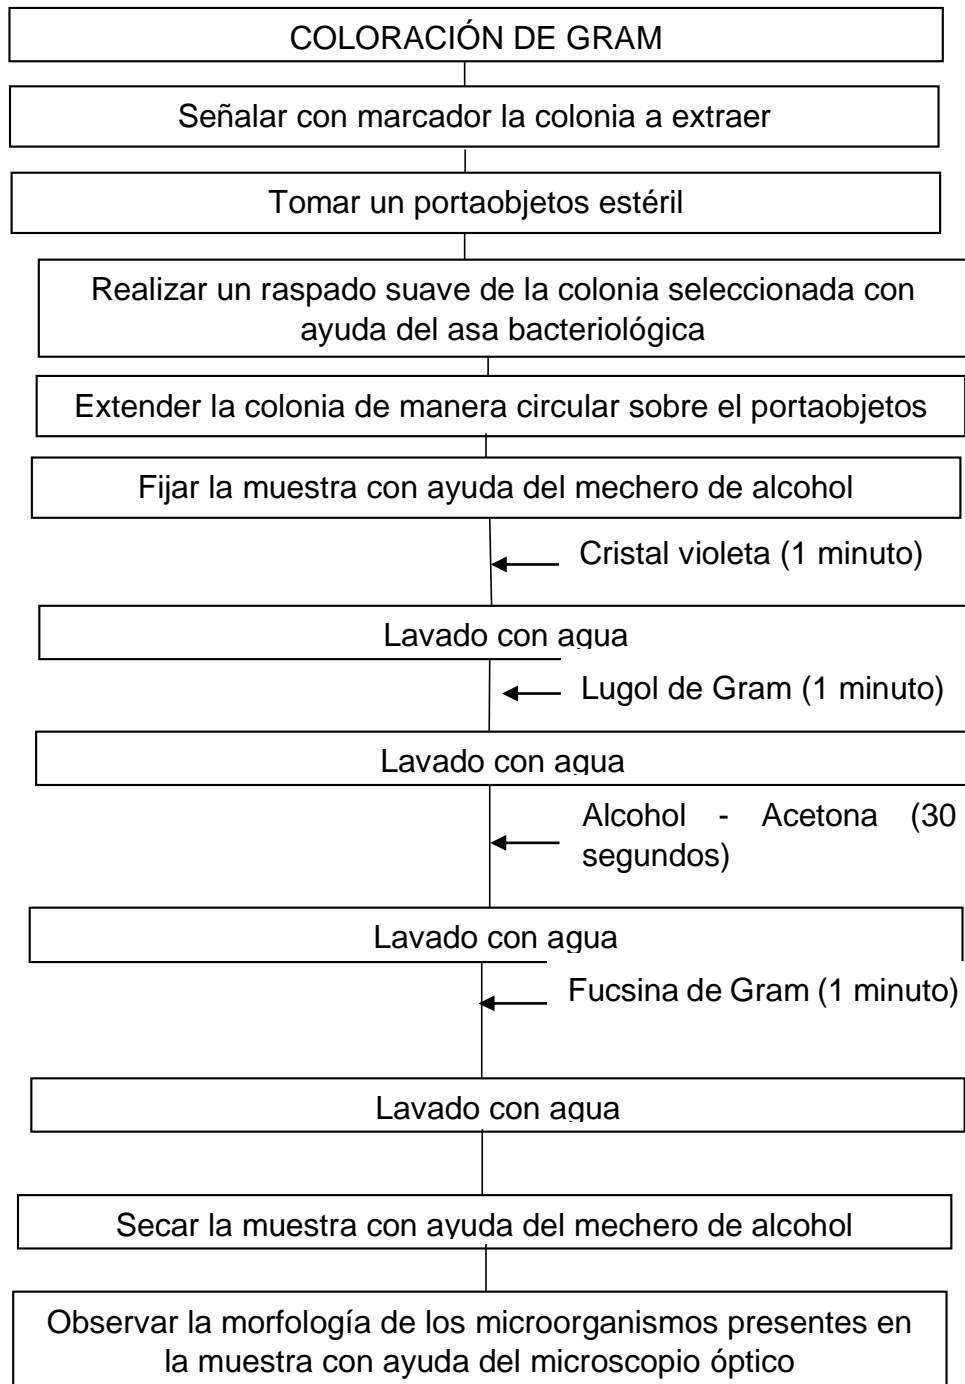 COLORACIÓN DE GRAM
Señalar con marcador la colonia a extraer
Tomar un portaobjetos estéril
Realizar un raspado suave de la colonia seleccionada con
ayuda del asa bacteriológica
Extender la colonia de manera circular sobre el portaobjetos
Fijar la muestra con ayuda del mechero de alcohol
Cristal violeta (1 minuto)
Lavado con agua
Lugol de Gram (1 minuto)
Lavado con agua
Alcohol - Acetona (30
segundos)
Lavado con agua
Fucsina de Gram (1 minuto)
Lavado con agua
Secar la muestra con ayuda del mechero de alcohol
Observar la morfología de los microorganismos presentes en
la muestra con ayuda del microscopio óptico